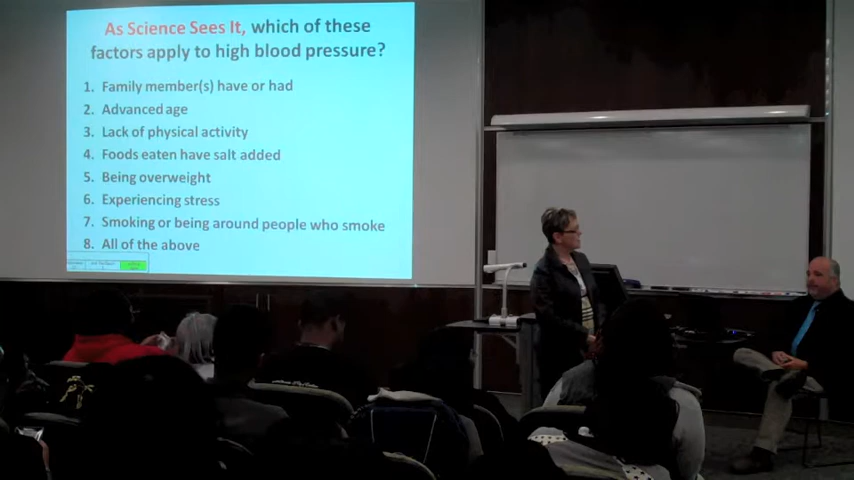 As Science Sees It, which of these
factors apply to high blood pressure?
1. Family member(s) have or had
2. Advanced age
3. Lack of physical activity
4. Foods eaten have salt added
5. Being overweight
6. Experiencing stress
7. Smoking or being around people who smoke
8. All of the above